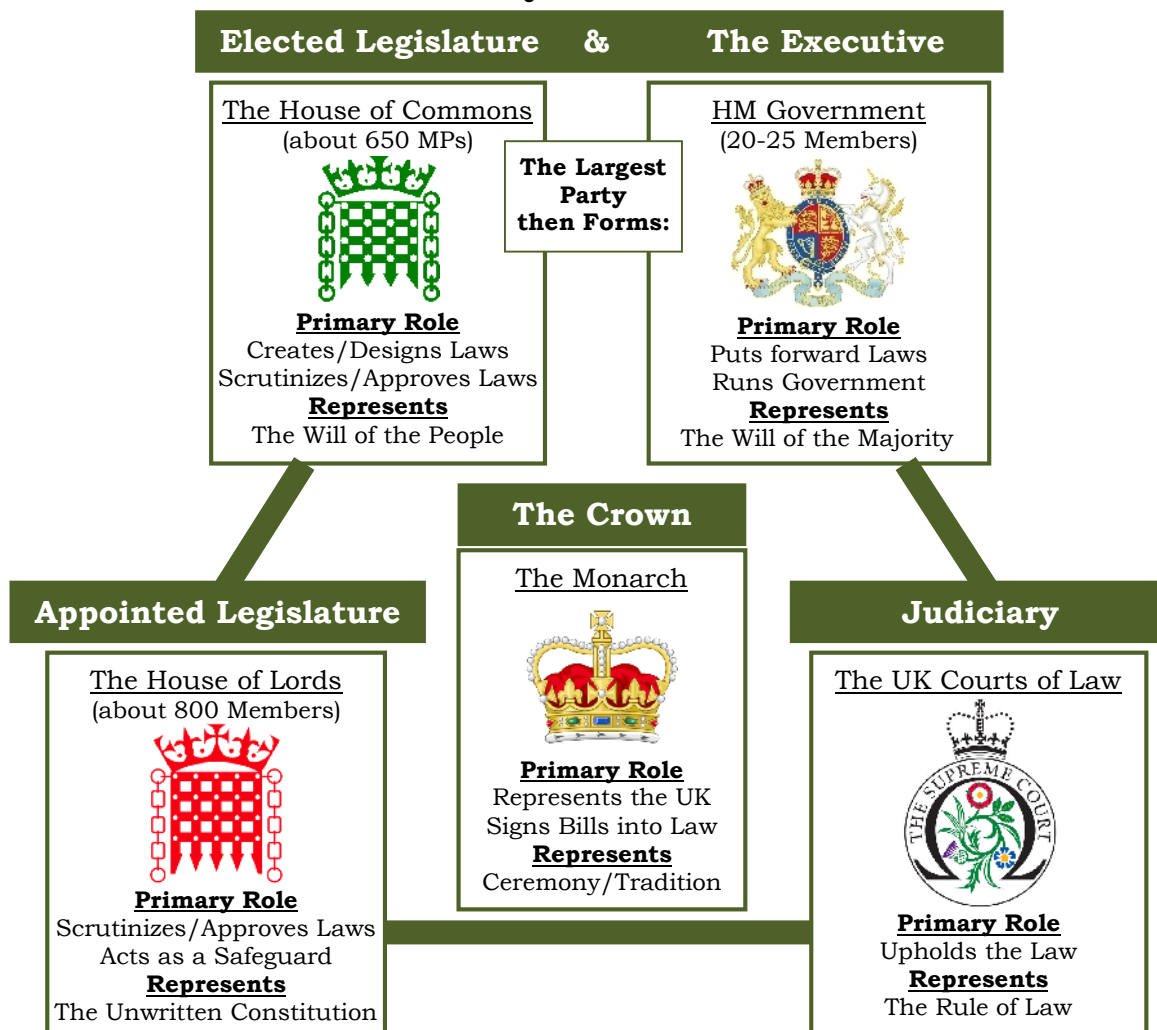 Elected Legislature & The Executive
The House of Commons
(about 650 MPs)
Primary Role
Creates/Designs Laws
Scrutinizes/Approves Laws
Represents
The Will of the People
The Largest
Party
then Forms:
HM Government
(20-25 Members)
Primary Role
Puts forward Laws
Runs Government
Represents
The Will of the Majority
The Crown
The Monarch
Primary Role
Represents the UK
Signs Bills into Law
Represents
Ceremony/Tradition
Appointed Legislature
The House of Lords
(about 800 Members)
Primary Role
Scrutinizes/Approves Laws
Acts as a Safeguard
Represents
The Unwritten Constitution
Judiciary
The UK Courts of Law
THE SUPREME COURT
Primary Role
Upholds the Law
Represents
The Rule of Law